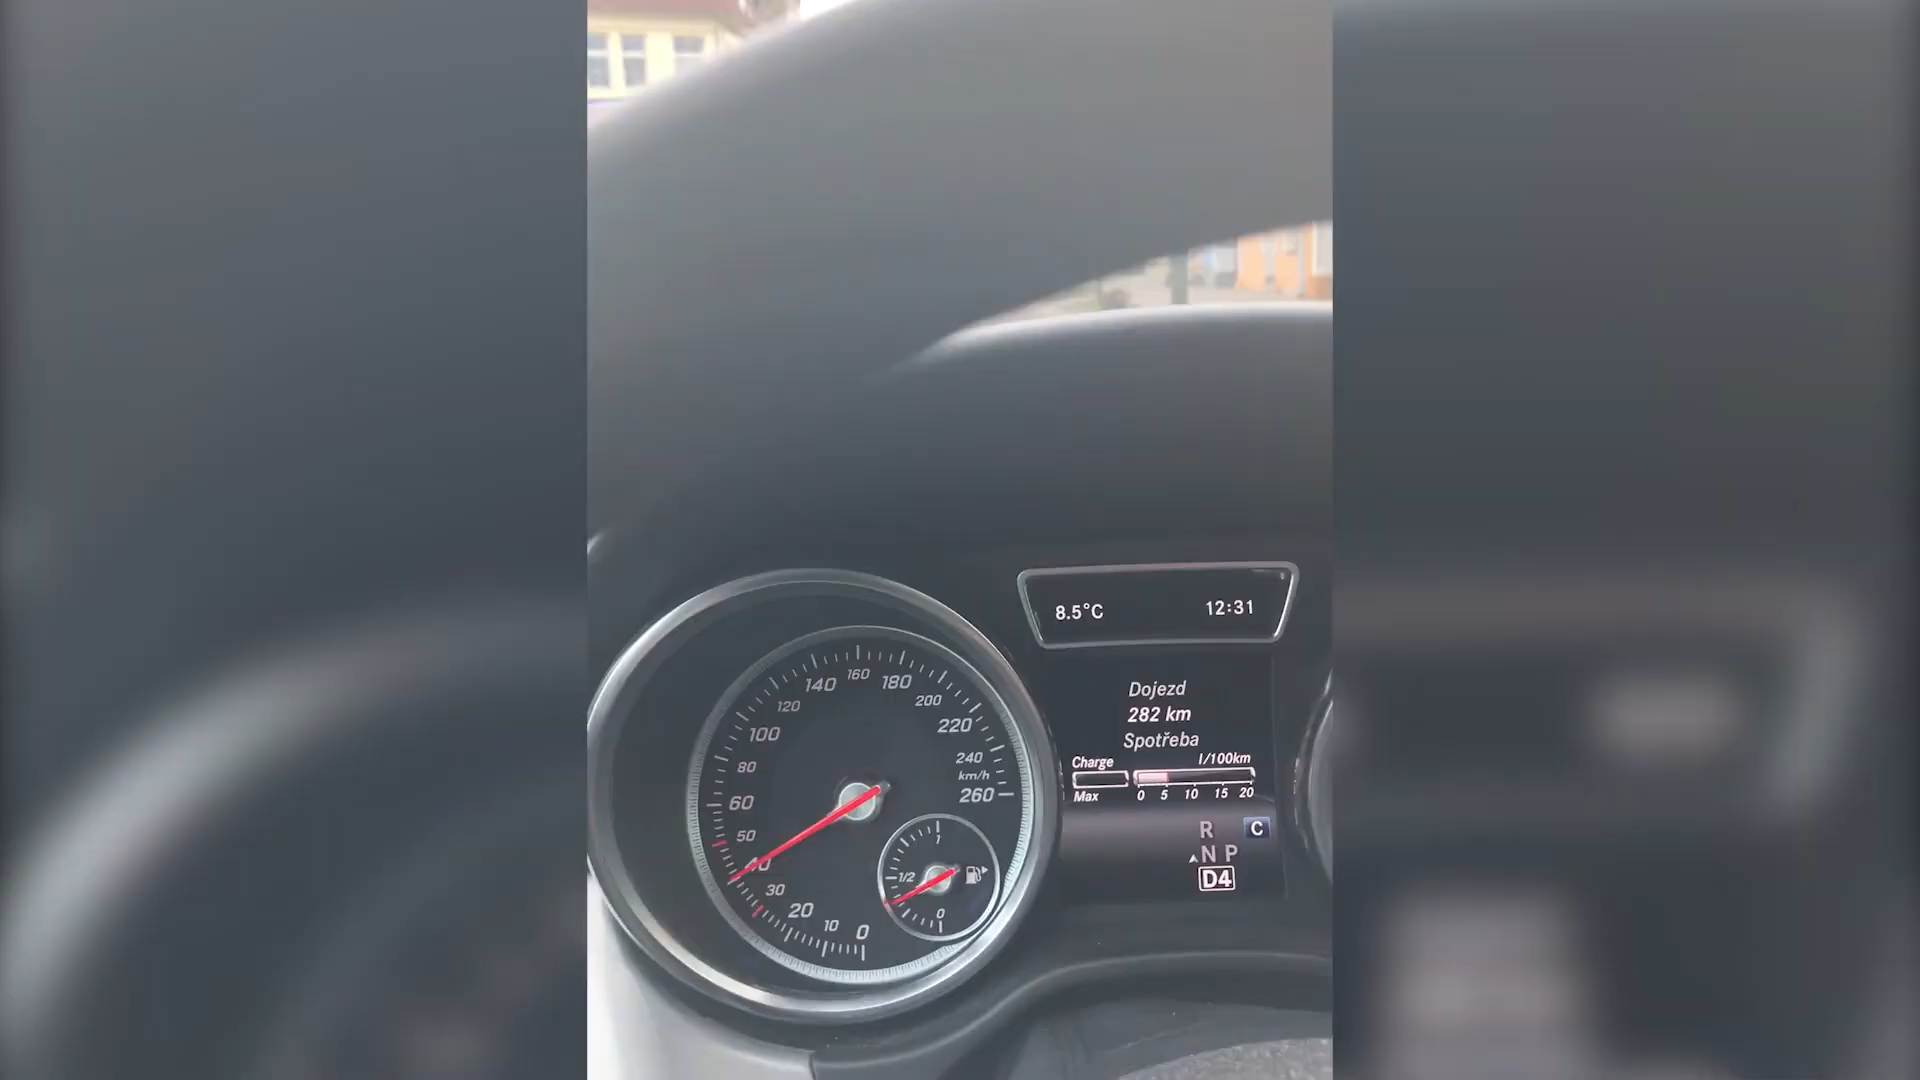 8.5°C 12:31
140 160 180
120 200
100 220
80 240
km/h
60 260
50
40
30
20
10 0
1
1/2
0
Dojezd
282 km
Spotřeba
Charge l/100km
Max 0 5 10 15 20
R C
N P
D4